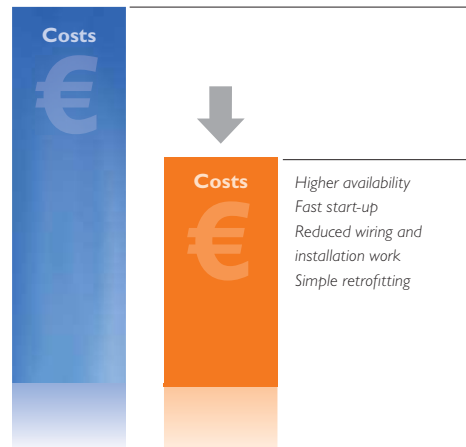 Costs
€
Costs
€
Higher availability
Fast start-up
Reduced wiring and
installation work
Simple retrofitting